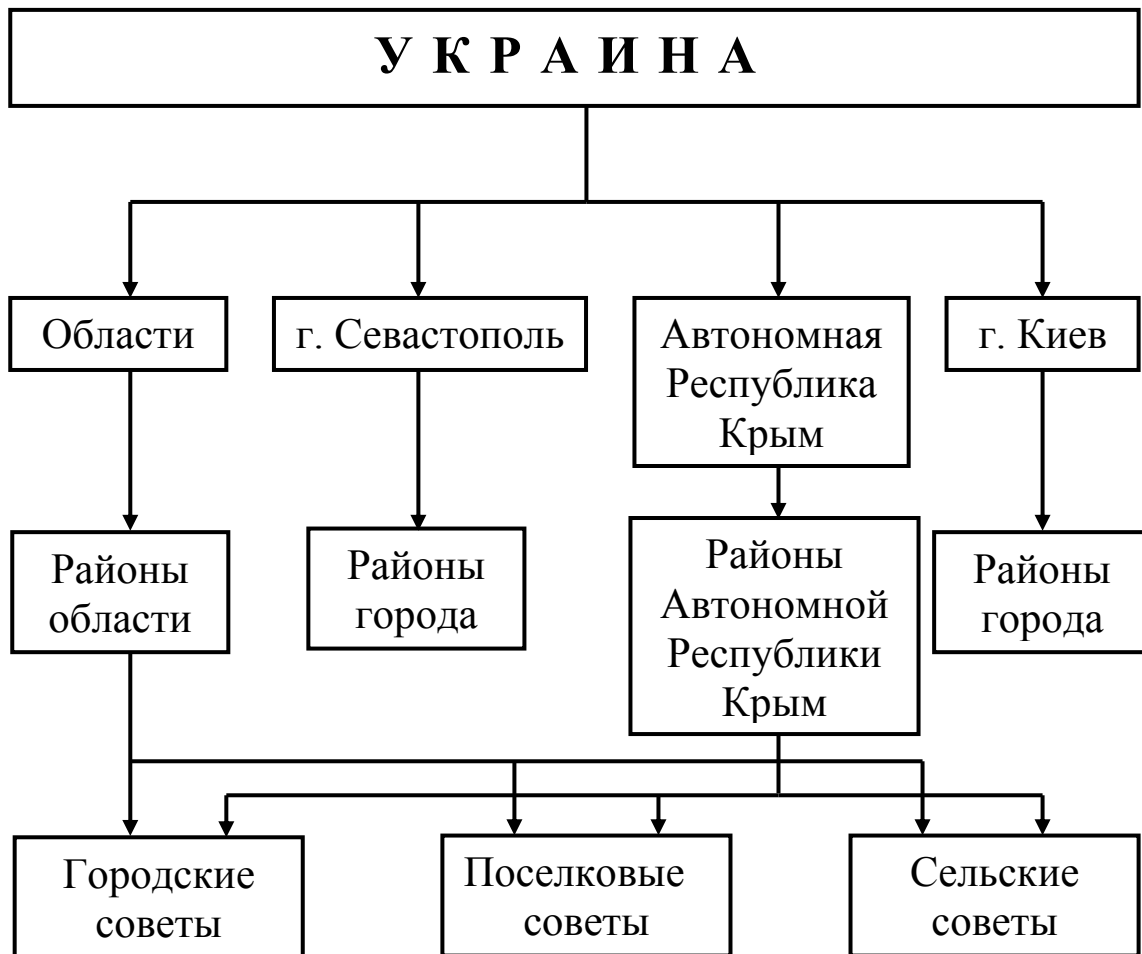 У К Р А И Н А
Области
г. Севастополь
Автономная
Республика
Крым
г. Киев
Районы
области
Районы
города
Районы
Автономной
Республики
Крым
Районы
города
Городские
советы
Поселковые
советы
Сельские
советы